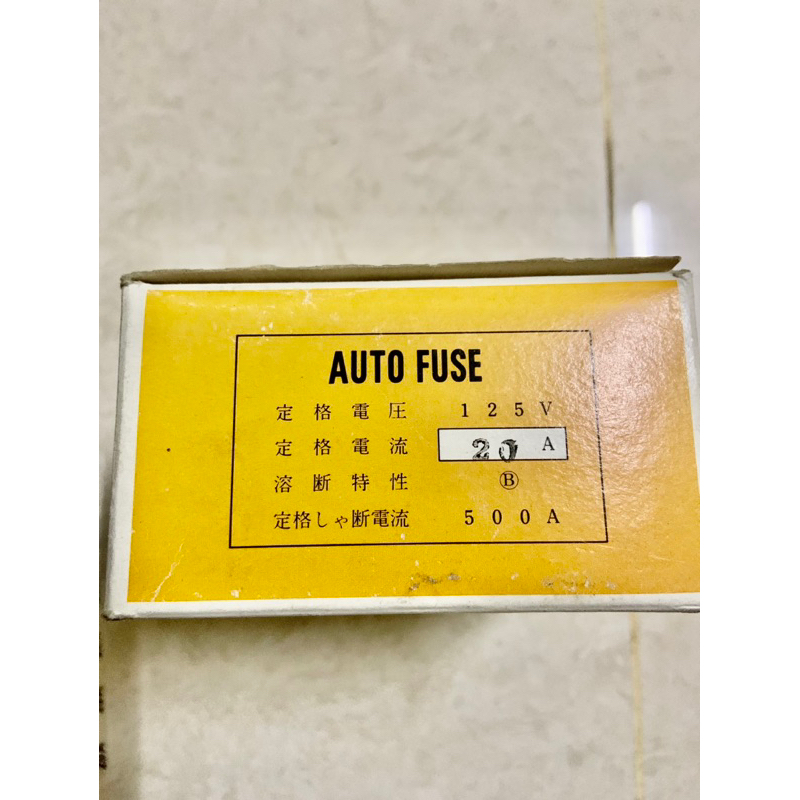 AUTO FUSE
定格電圧 125V
定格電流 20 A
溶断特性 Ⓑ
定格しゃ断電流 500A